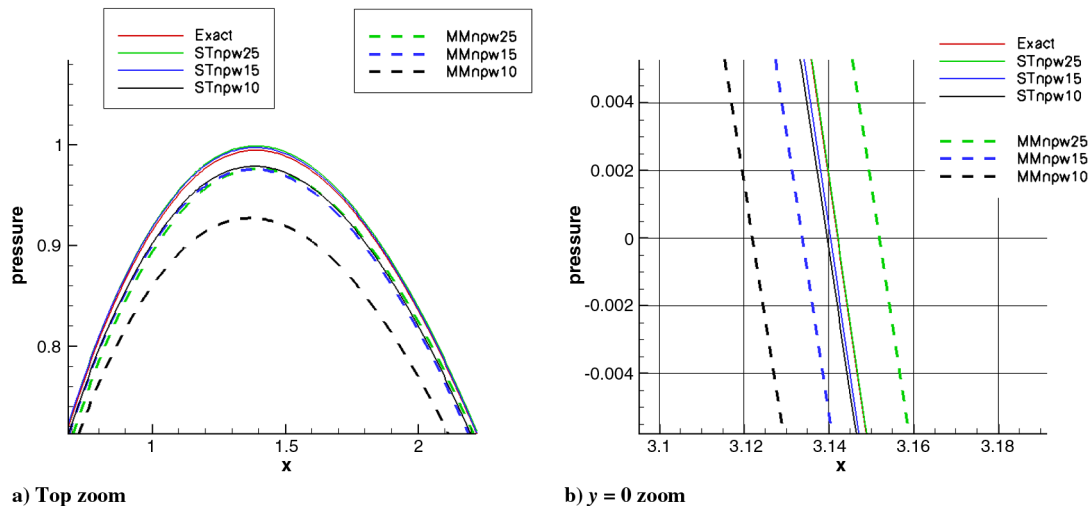 Exact
STnpw25
STnpw15
STnpw10
MMnpw25
MMnpw15
MMnpw10
pressure
1
0.9
0.8
1
1.5
2
x
a) Top zoom
Exact
STnpw25
STnpw15
STnpw10
MMnpw25
MMnpw15
MMnpw10
pressure
0.004
0.002
0
-0.002
-0.004
3.1
3.12
3.14
3.16
3.18
x
b) y = 0 zoom